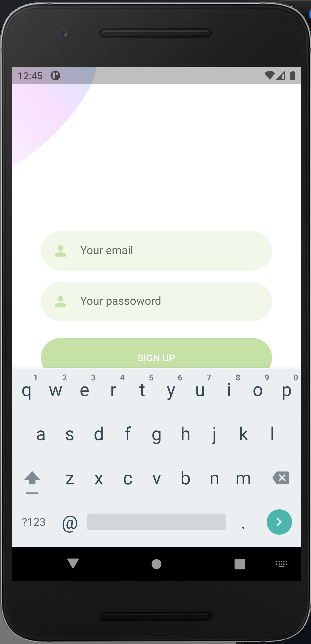 12:45
Your email
Your passoword
SIGN UP
1 2 3 4 5 6 7 8 9 0
q w e r t y u i o p
a s d f g h j k l
z x c v b n m
?123 @ .